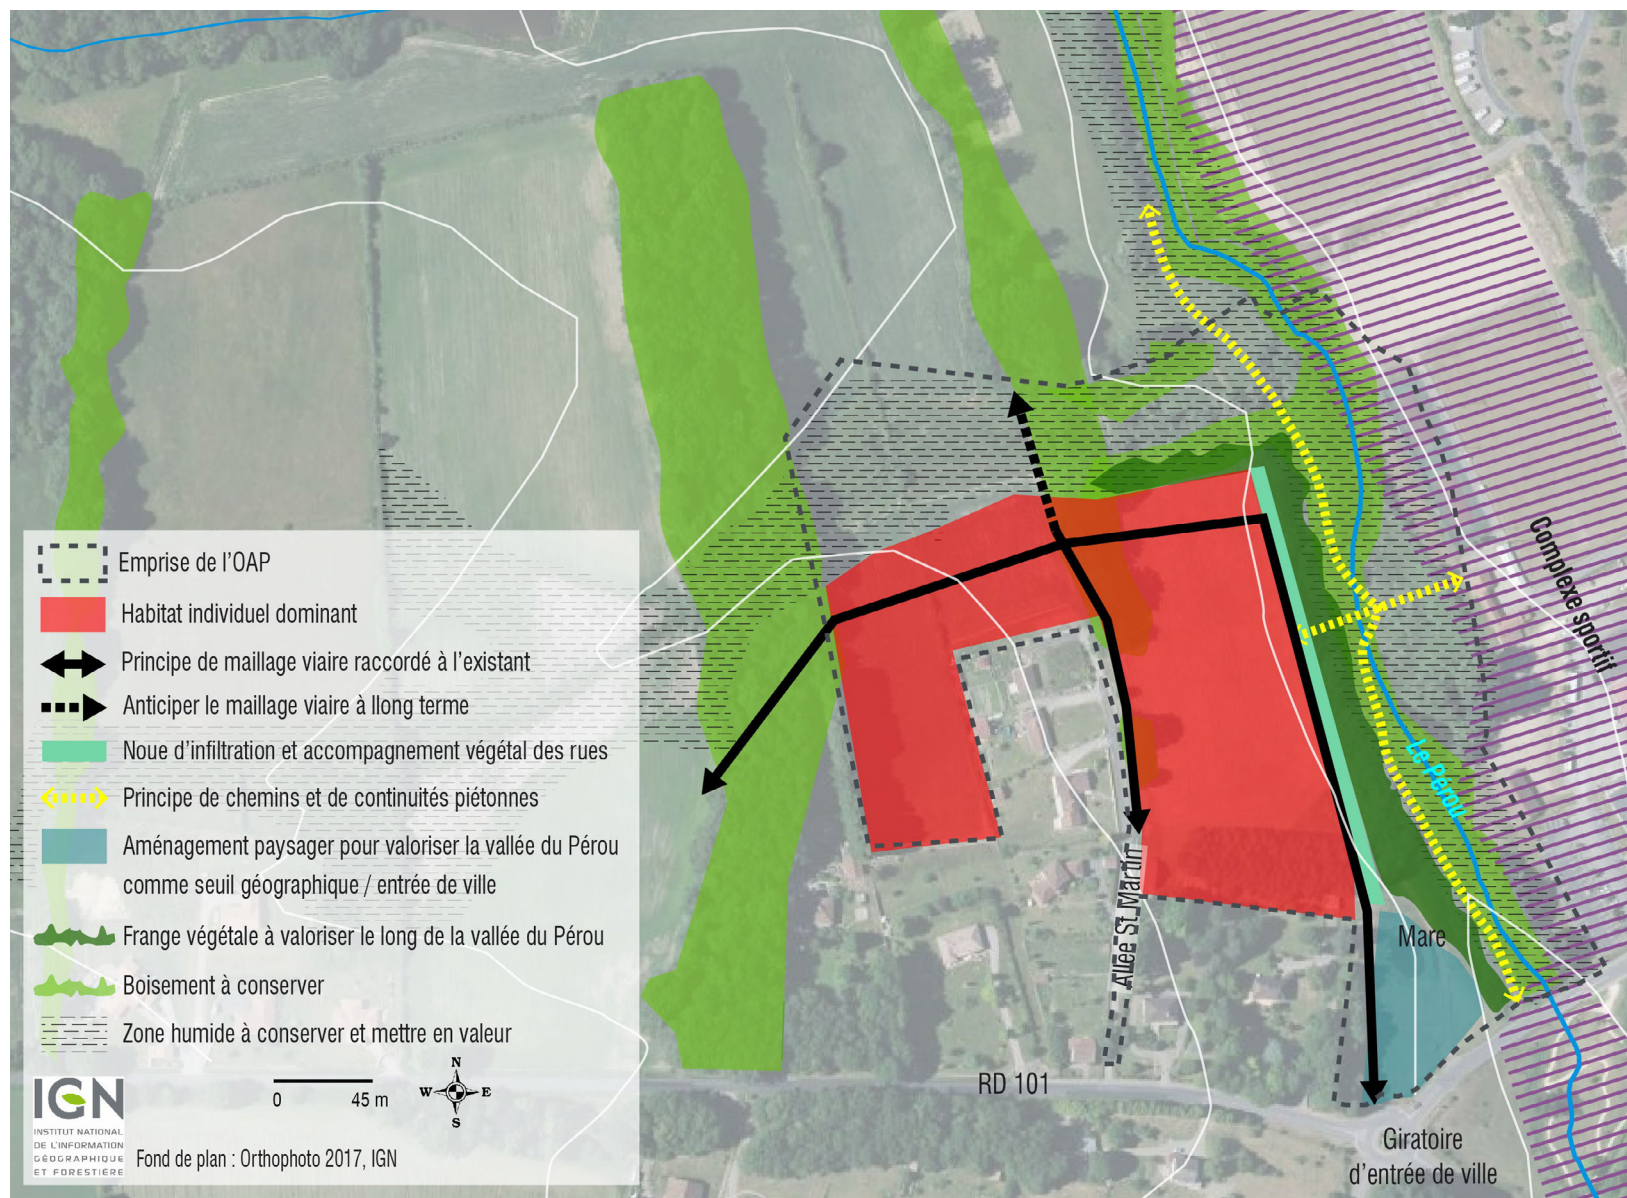 Complexe sportif
Emprise de l'OAP
Habitat individuel dominant
Principe de maillage viaire raccordé à l'existant
Anticiper le maillage viaire à llong terme
Noue d'infiltration et accompagnement végétal des rues
Principe de chemins et de continuités piétonnes
Aménagement paysager pour valoriser la vallée du Pérou
comme seuil géographique / entrée de ville
Frange végétale à valoriser le long de la vallée du Pérou
Boisement à conserver
Zone humide à conserver et mettre en valeur
Le Pérou
Allée St Martin
Mare
RD 101
Giratoire
d'entrée de ville
N
W E
S
0 45 m
IGN
INSTITUT NATIONAL
DE L'INFORMATION
GÉOGRAPHIQUE
ET FORESTIÈRE
Fond de plan : Orthophoto 2017, IGN